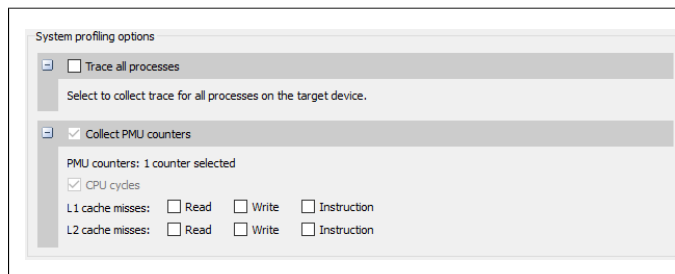 System profiling options
Trace all processes
Select to collect trace for all processes on the target device.
Collect PMU counters
PMU counters: 1 counter selected
CPU cycles
L1 cache misses: Read Write Instruction
L2 cache misses: Read Write Instruction